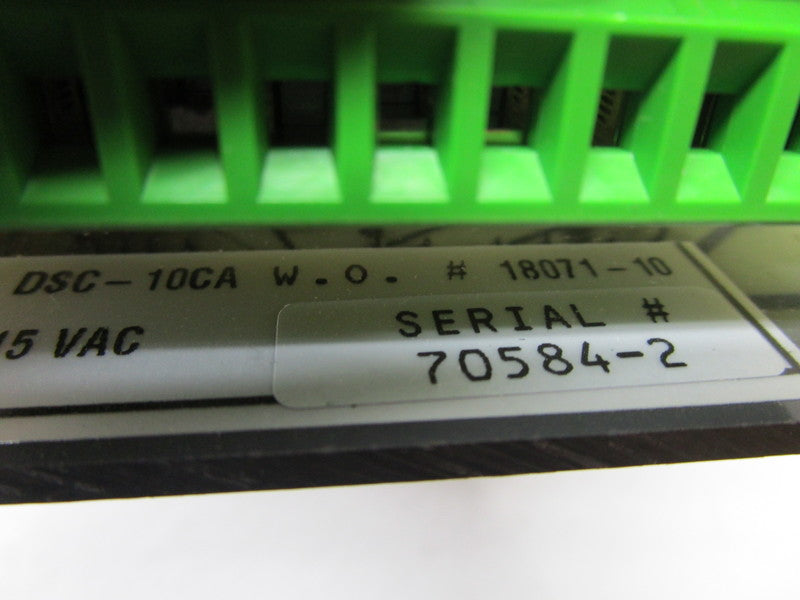 DSC-10CA W.O. # 18071-10
15 VAC
SERIAL #
70584-2